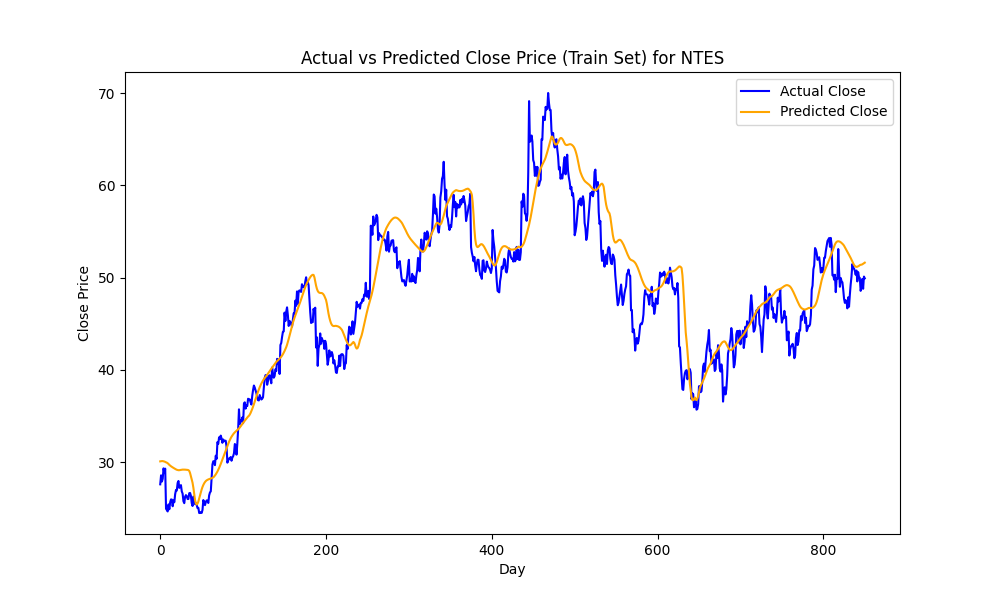 Actual vs Predicted Close Price (Train Set) for NTES
Actual Close
Predicted Close
Close Price
70
60
50
40
30
0 200 400 600 800
Day